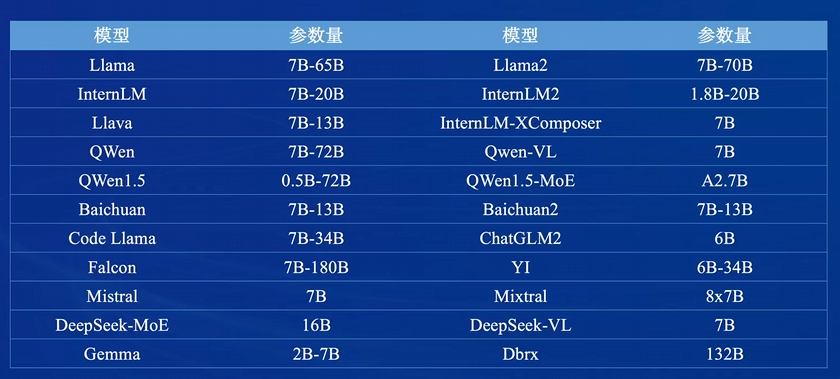 模型 参数量 模型 参数量
Llama 7B-65B Llama2 7B-70B
InternLM 7B-20B InternLM2 1.8B-20B
Llava 7B-13B InternLM-XComposer 7B
QWen 7B-72B Qwen-VL 7B
QWen1.5 0.5B-72B QWen1.5-MoE A2.7B
Baichuan 7B-13B Baichuan2 7B-13B
Code Llama 7B-34B ChatGLM2 6B
Falcon 7B-180B YI 6B-34B
Mistral 7B Mixtral 8x7B
DeepSeek-MoE 16B DeepSeek-VL 7B
Gemma 2B-7B Dbrx 132B